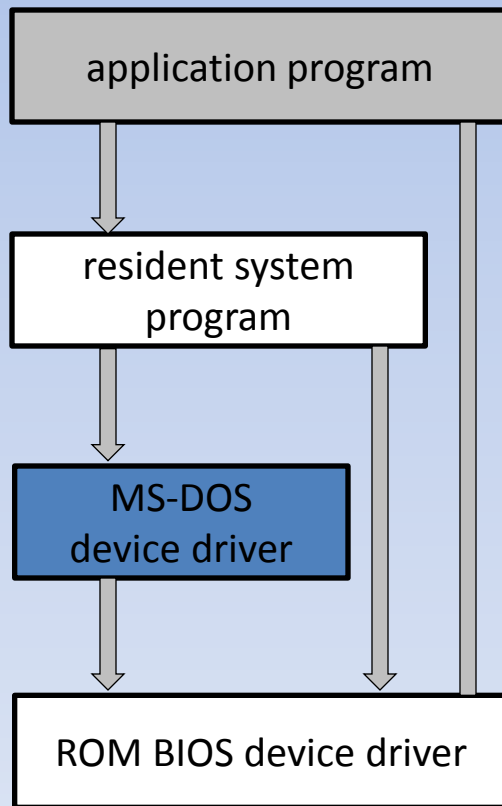 application program
resident system
program
MS-DOS
device driver
ROM BIOS device driver